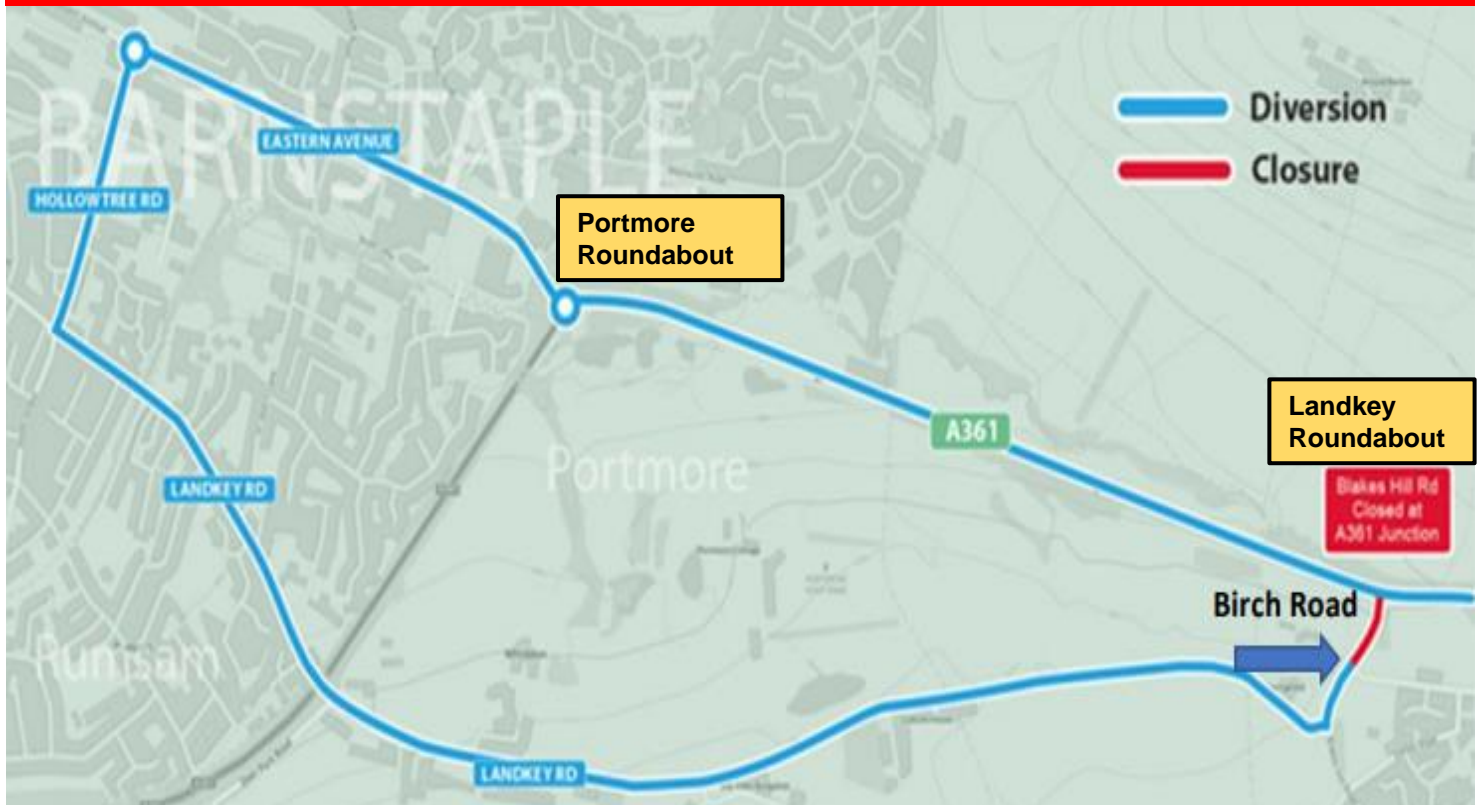 BARNSTAPLE
EASTERN AVENUE
HOLLOWTREE RD
Portmore
Roundabout
Diversion
Closure
A361
Landkey
Roundabout
Portmore
LANDKEY RD
Blakes Hill Rd
Closed at
A361 Junction
Birch Road
Rumsam
LANDKEY RD